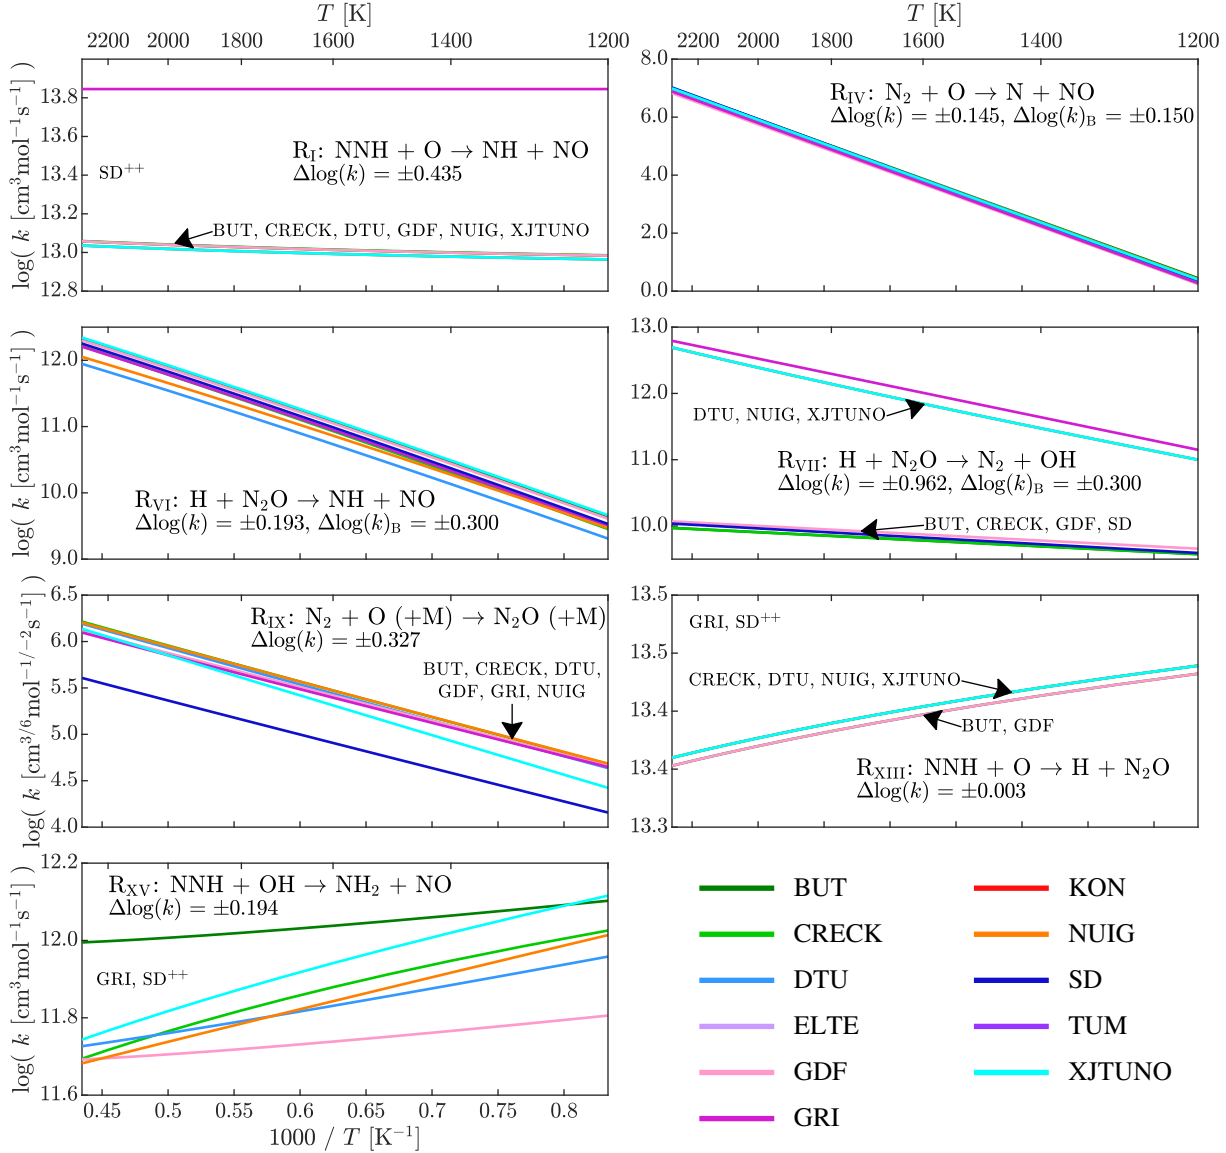 T [K]
2200 2000 1800 1600 1400 1200
T [K]
2200 2000 1800 1600 1400 1200
log( k [cm³mol⁻¹s⁻¹] )
13.8
13.6
13.4
13.2
13.0
12.8
R_I: NNH + O → NH + NO
Δlog(k) = ±0.435
SD⁺⁺
BUT, CRECK, DTU, GDF, NUIG, XJTUNO
8.0
6.0
4.0
2.0
0.0
R_IV: N₂ + O → N + NO
Δlog(k) = ±0.145, Δlog(k)_B = ±0.150
log( k [cm³mol⁻¹s⁻¹] )
12.0
11.0
10.0
9.0
R_VI: H + N₂O → NH + NO
Δlog(k) = ±0.193, Δlog(k)_B = ±0.300
13.0
12.0
11.0
10.0
DTU, NUIG, XJTUNO
R_VII: H + N₂O → N₂ + OH
Δlog(k) = ±0.962, Δlog(k)_B = ±0.300
BUT, CRECK, GDF, SD
log( k [cm^3/6mol^−1/−2s⁻¹] )
6.5
6.0
5.5
5.0
4.5
4.0
R_IX: N₂ + O (+M) → N₂O (+M)
Δlog(k) = ±0.327
BUT, CRECK, DTU,
GDF, GRI, NUIG
13.5
13.5
13.4
13.4
13.3
GRI, SD⁺⁺
CRECK, DTU, NUIG, XJTUNO
BUT, GDF
R_XIII: NNH + O → H + N₂O
Δlog(k) = ±0.003
log( k [cm³mol⁻¹s⁻¹] )
12.2
12.0
11.8
11.6
R_XV: NNH + OH → NH₂ + NO
Δlog(k) = ±0.194
GRI, SD⁺⁺
0.45 0.5 0.55 0.6 0.65 0.7 0.75 0.8
1000 / T [K⁻¹]
BUT
CRECK
DTU
ELTE
GDF
GRI
KON
NUIG
SD
TUM
XJTUNO